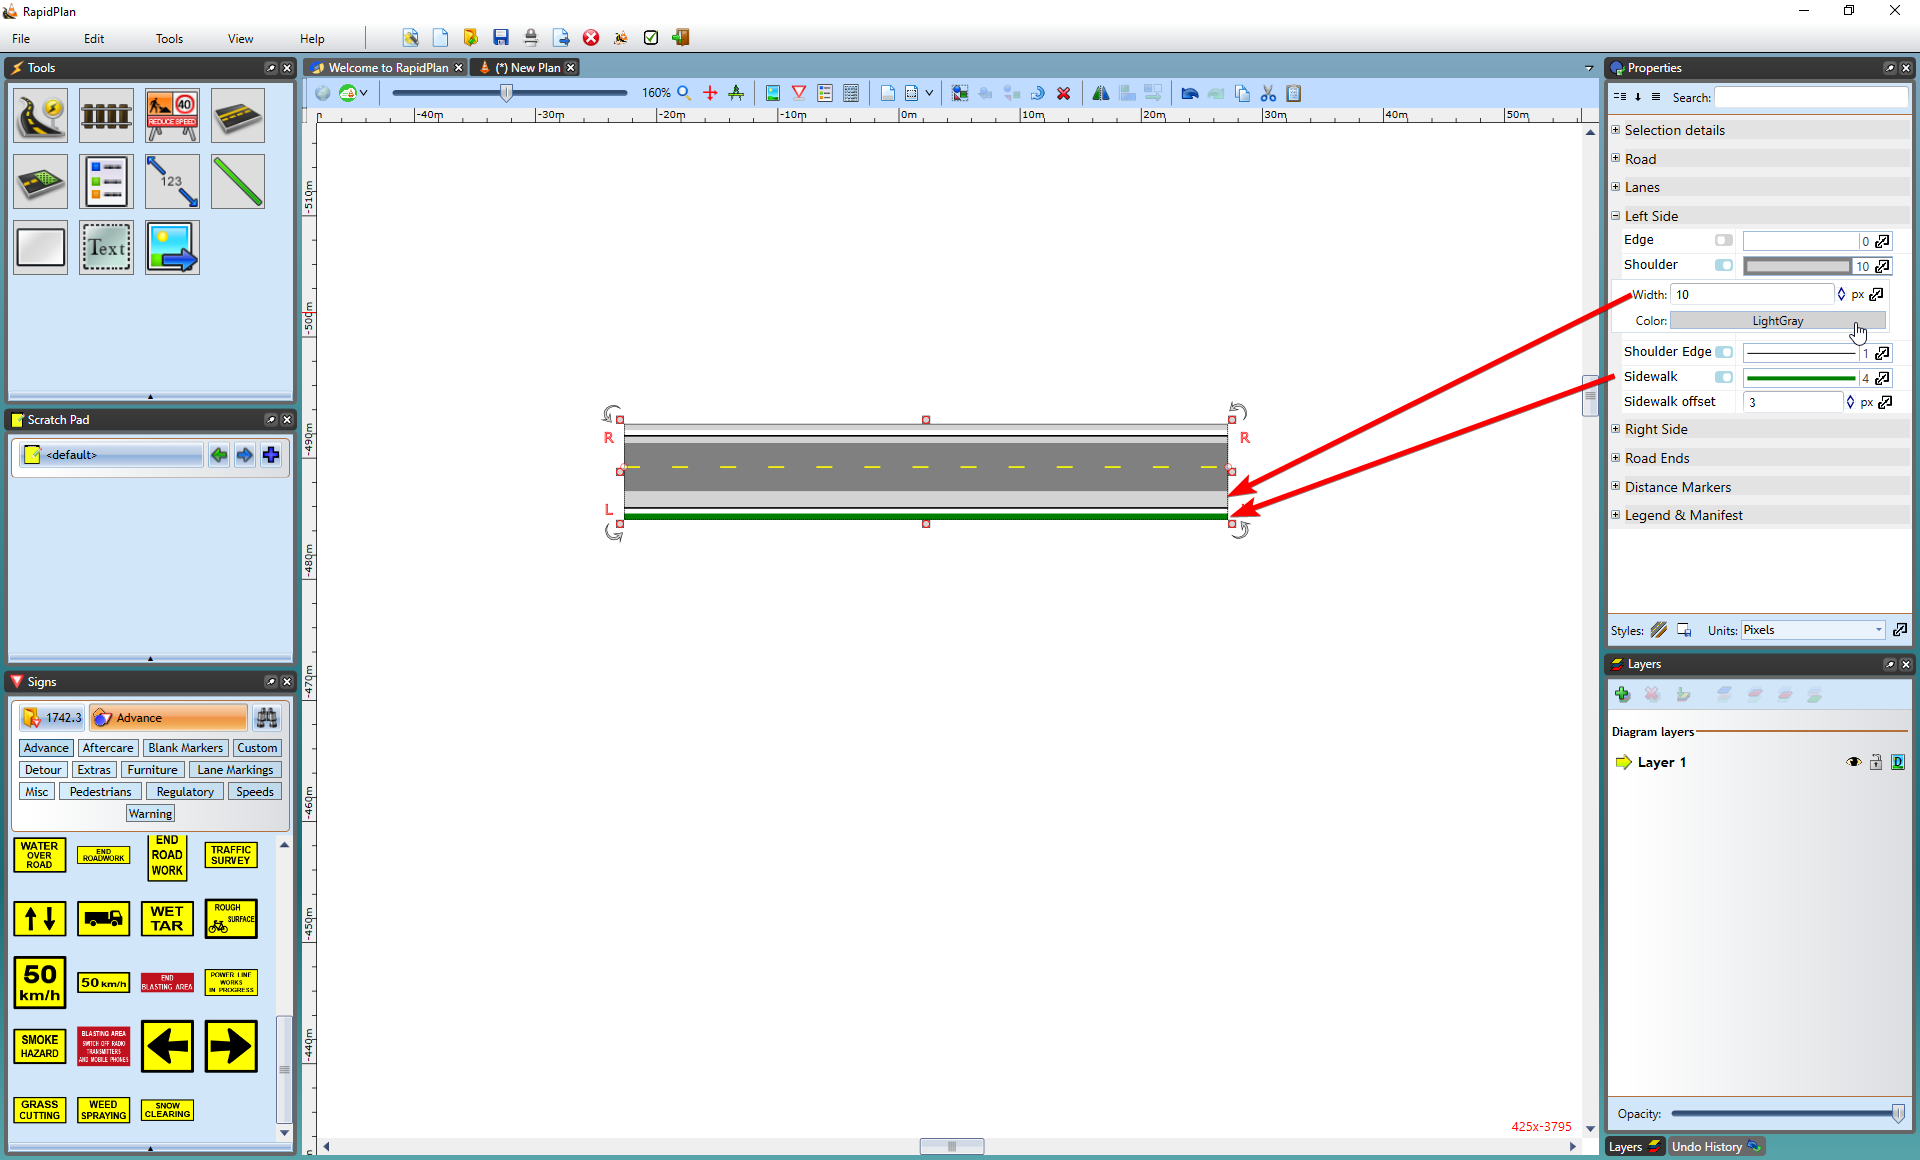 RapidPlan
File Edit Tools View Help
Tools
40
REDUCE SPEED
123
Text
Scratch Pad
<default>
Signs
1742.3 Advance
Advance Aftercare Blank Markers Custom
Detour Extras Furniture Lane Markings
Misc Pedestrians Regulatory Speeds
Warning
WATER
OVER
ROAD
END
ROADWORK
END
ROAD
WORK
TRAFFIC
SURVEY
WET
TAR
ROUGH
SURFACE
50
km/h
50 km/h
END
BLASTING AREA
POWER LINE
WORKS
IN PROGRESS
SMOKE
HAZARD
BLASTING AREA
SWITCH OFF RADIO
TRANSMITTERS
AND MOBILE PHONES
GRASS
CUTTING
WEED
SPRAYING
SNOW
CLEARING
Welcome to RapidPlan (*) New Plan
160%
-40m -30m -20m -10m 0m 10m 20m 30m 40m 50m
-510m
-500m
-490m
-480m
-470m
-460m
-450m
-440m
R R
L
425x-3795
Properties
Search:
Selection details
Road
Lanes
Left Side
Edge 0
Shoulder 10
Width: 10 px
Color: LightGray
Shoulder Edge 1
Sidewalk 4
Sidewalk offset 3 px
Right Side
Road Ends
Distance Markers
Legend & Manifest
Styles: Units: Pixels
Layers
Diagram layers
Layer 1 D
Opacity:
Layers Undo History